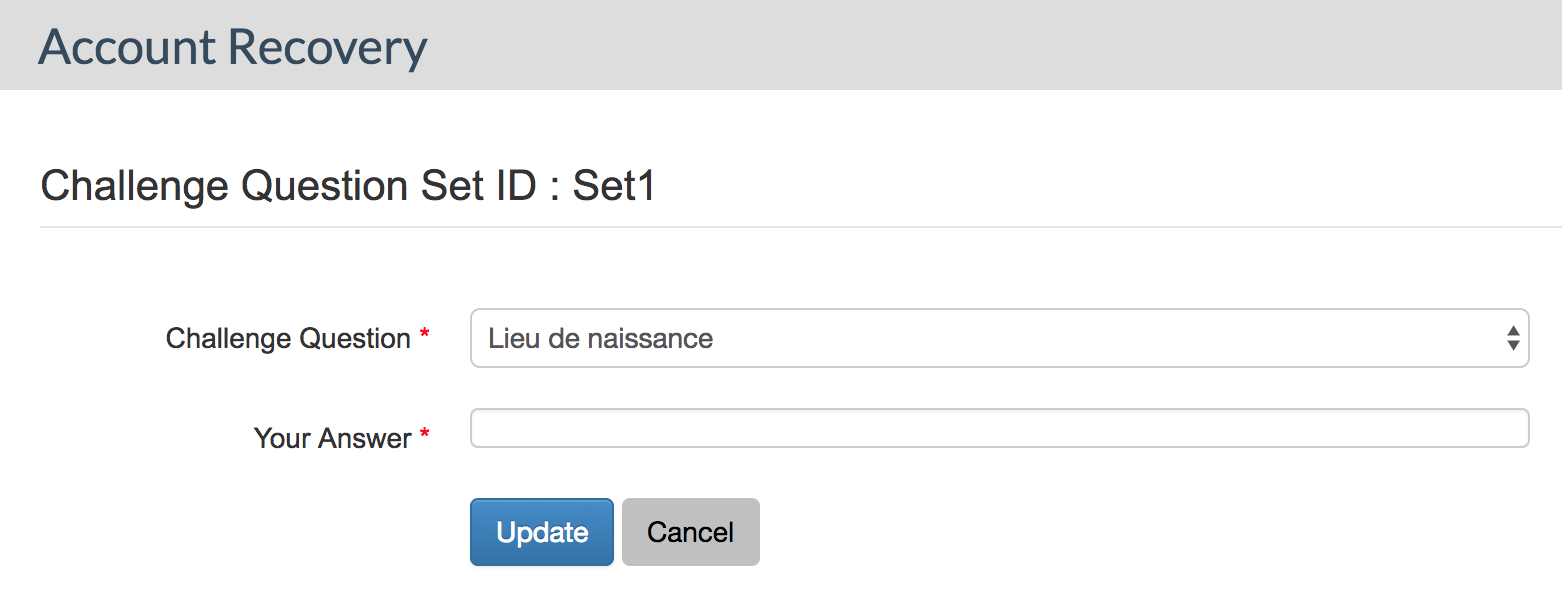 Account Recovery
Challenge Question Set ID : Set1
Challenge Question * Lieu de naissance
Your Answer *
Update Cancel